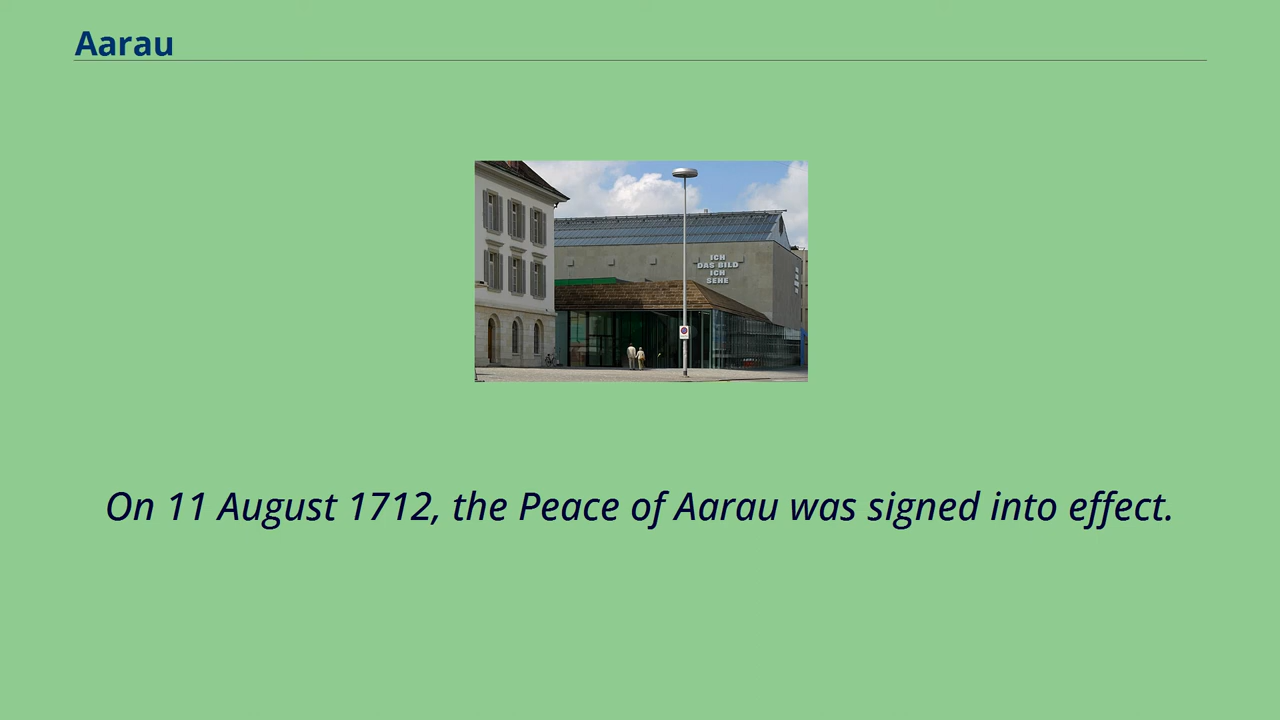 Aarau
ICH
DAS BILD
ICH
SEHE
On 11 August 1712, the Peace of Aarau was signed into effect.